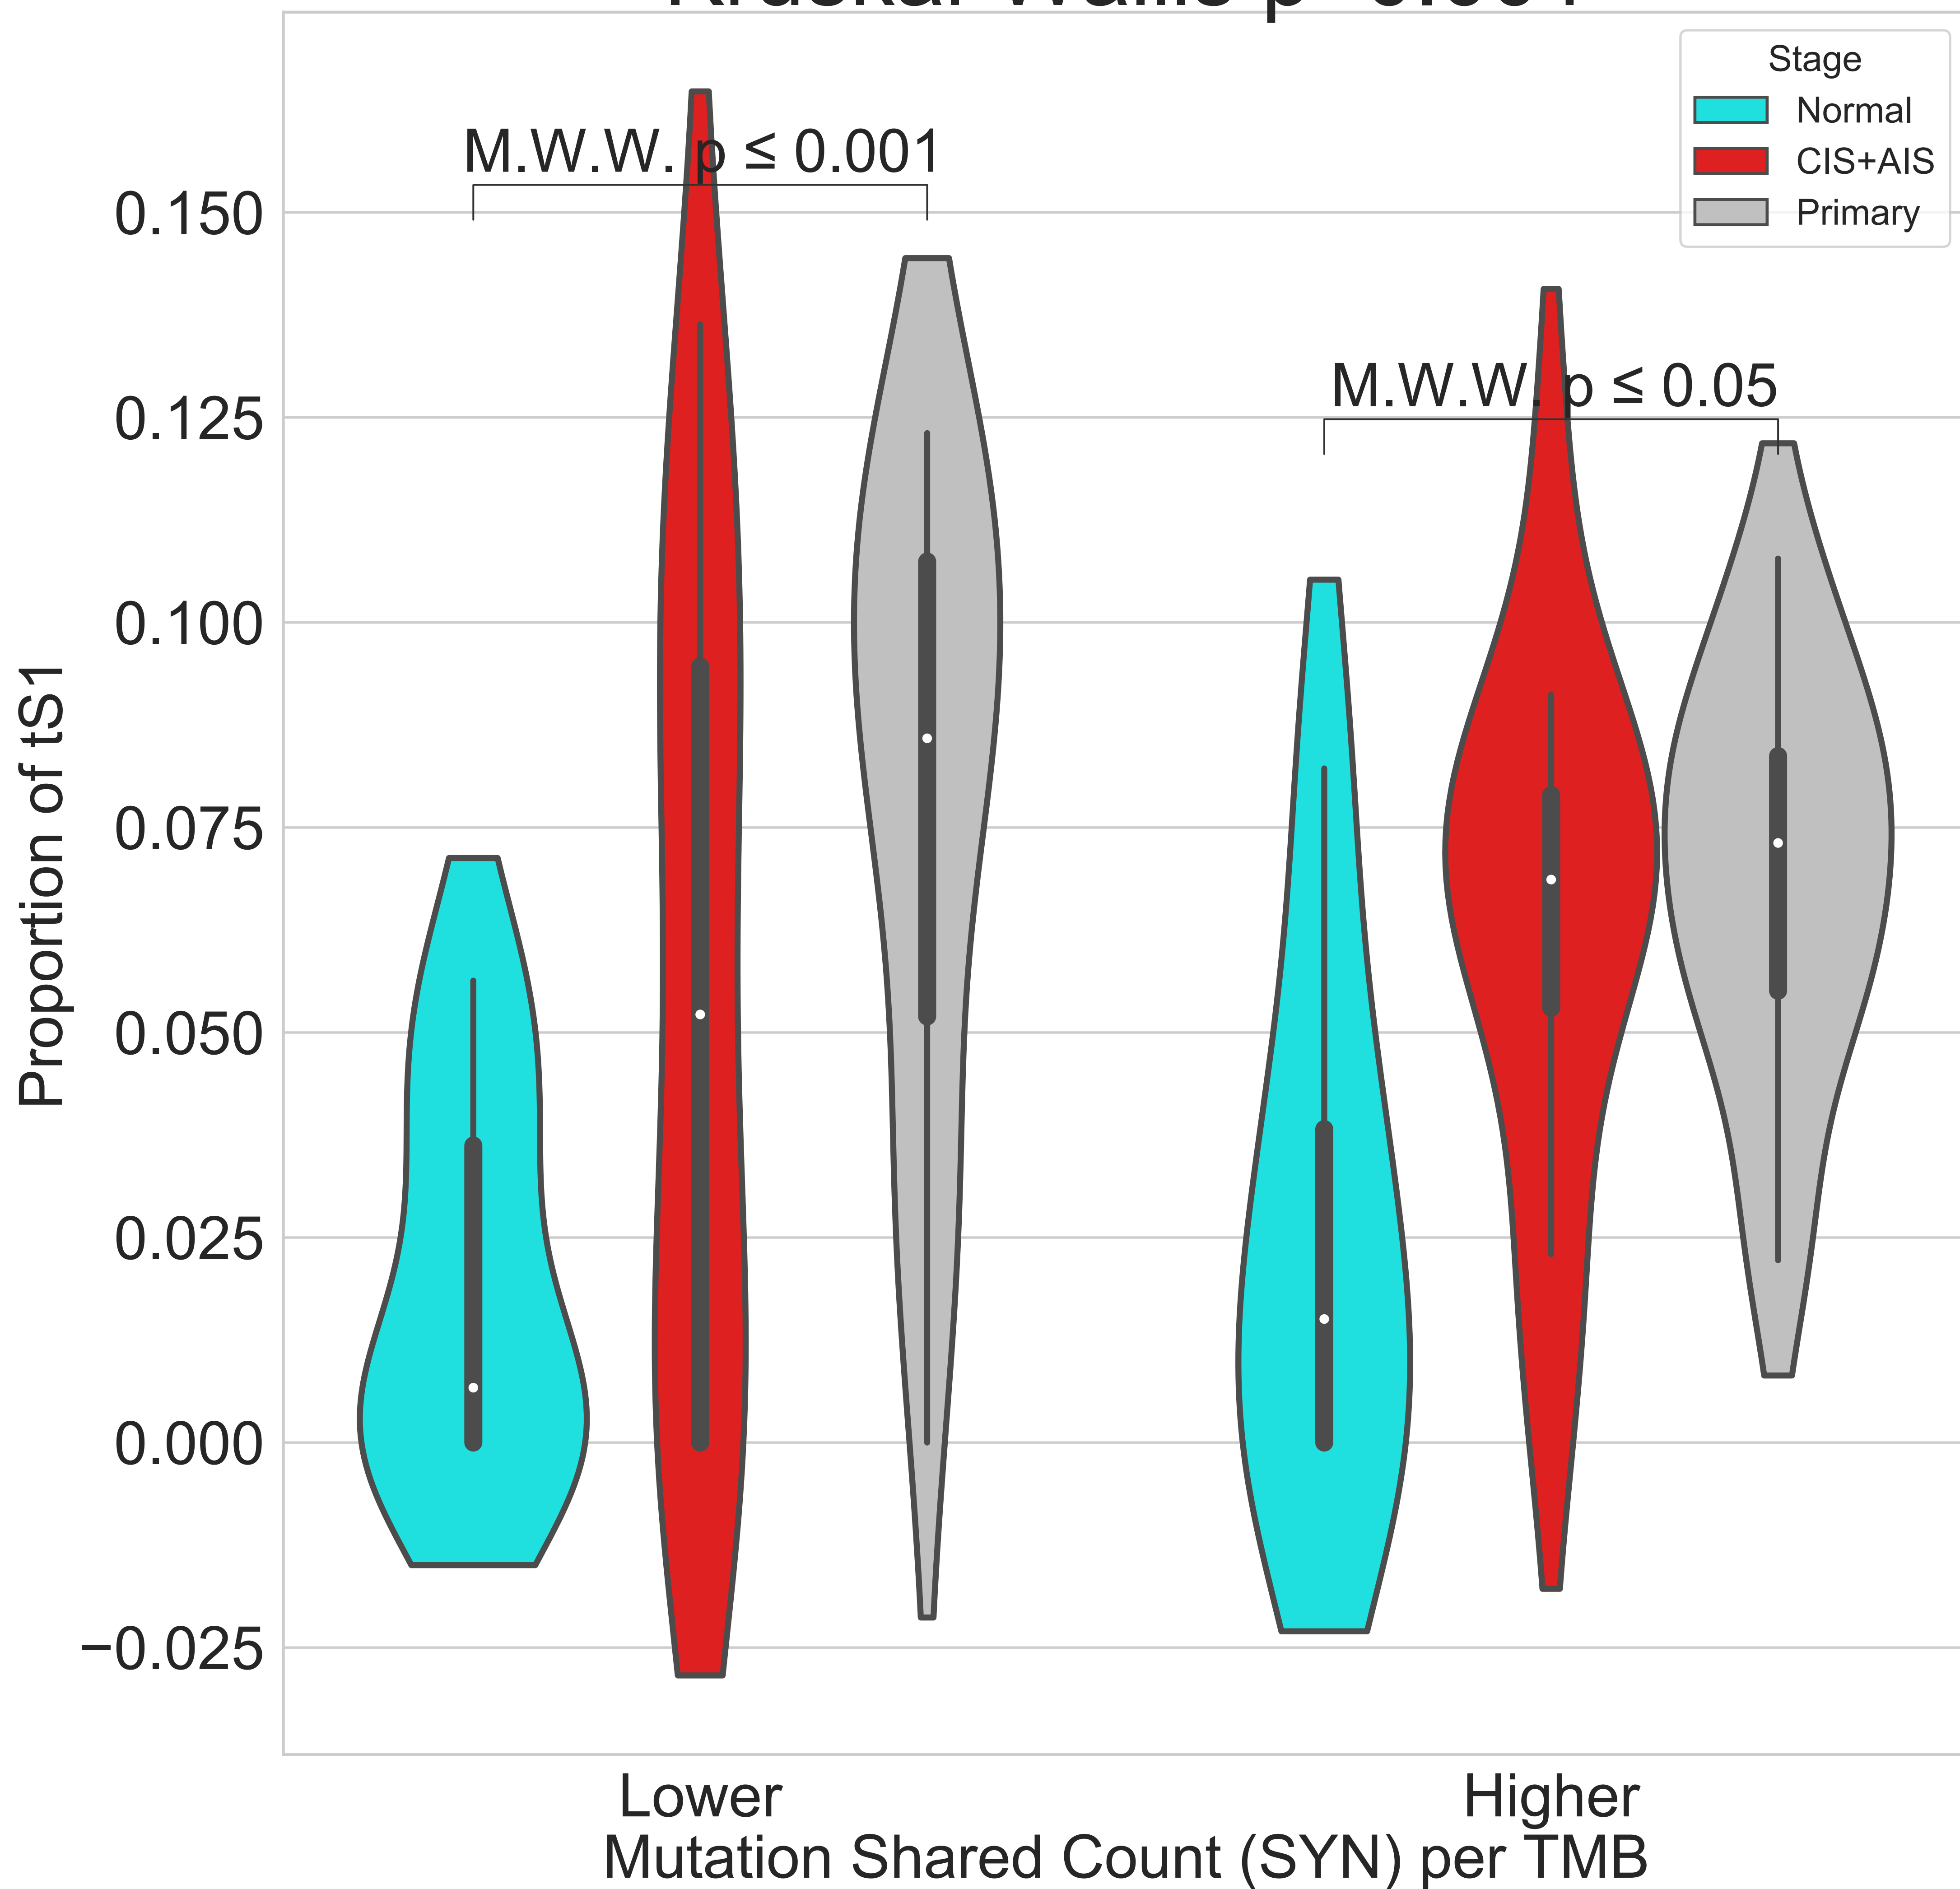 Stage
Normal
CIS+AIS
Primary
M.W.W. p ≤ 0.001
M.W.W. p ≤ 0.05
0.150
0.125
0.100
0.075
0.050
0.025
0.000
−0.025
Proportion of tS1
Lower
Higher
Mutation Shared Count (SYN) per TMB